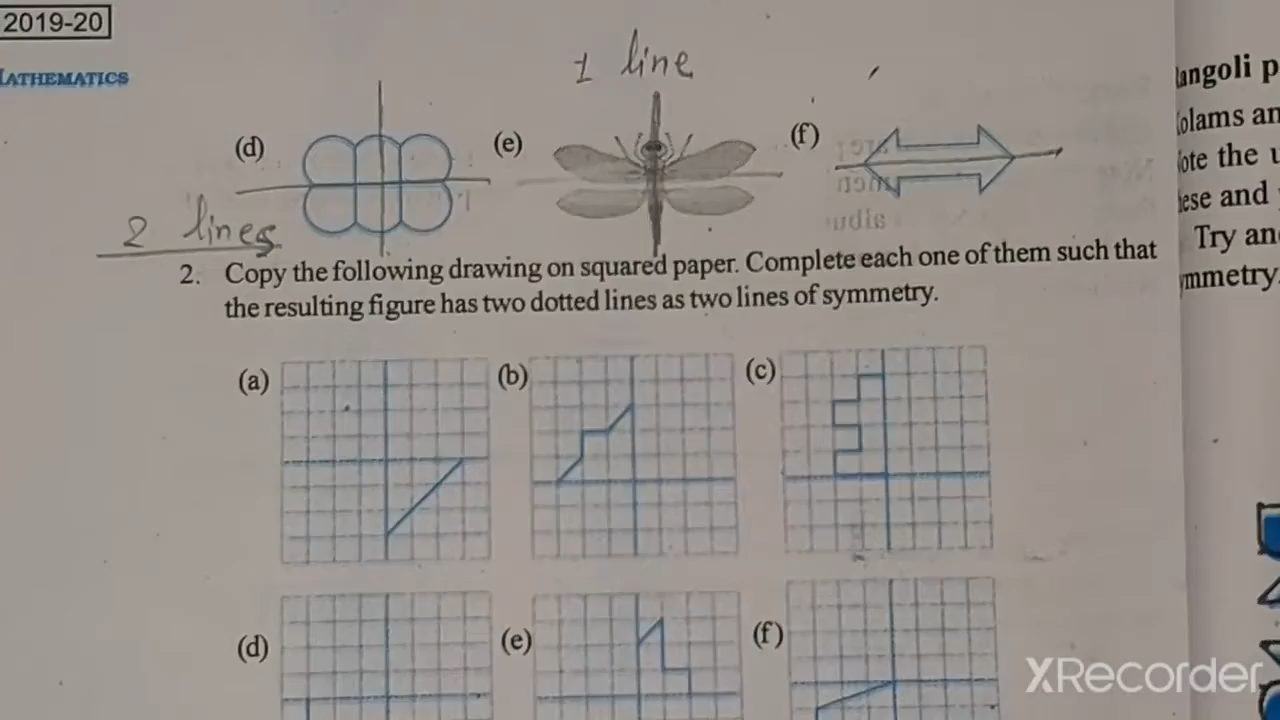 2019-20
MATHEMATICS
1 line
(d)
(e)
(f)
2 lines
2. Copy the following drawing on squared paper. Complete each one of them such that
the resulting figure has two dotted lines as two lines of symmetry.
(a)
(b)
(c)
(d)
(e)
(f)
angoli p
olams an
ote the u
ese and
Try an
ymmetry.
XRecorder